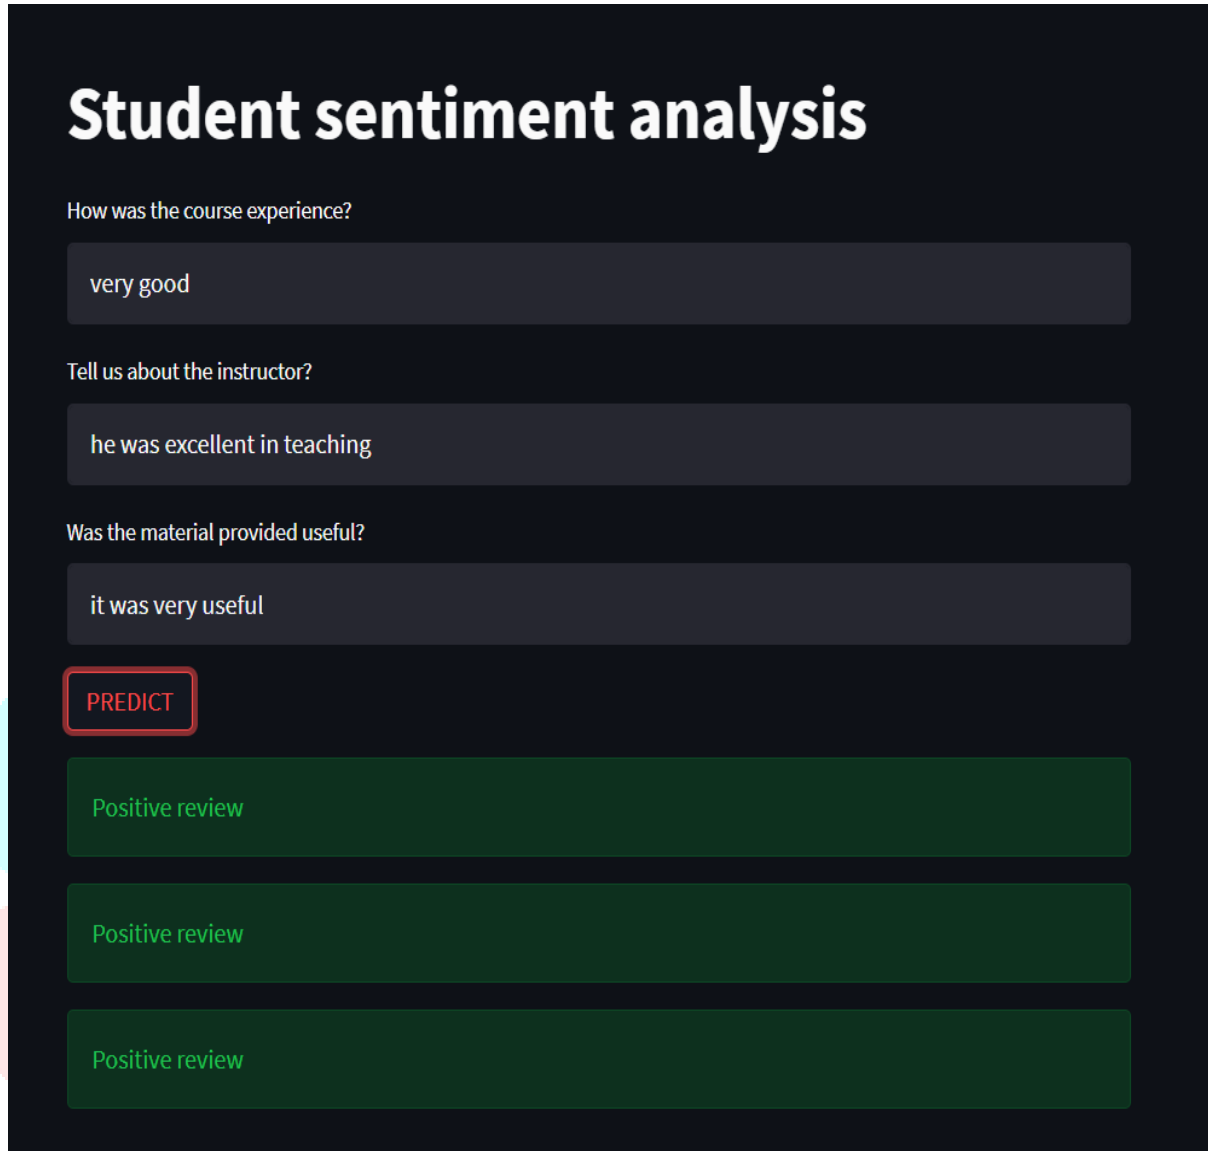 Student sentiment analysis
How was the course experience?
very good
Tell us about the instructor?
he was excellent in teaching
Was the material provided useful?
it was very useful
PREDICT
Positive review
Positive review
Positive review